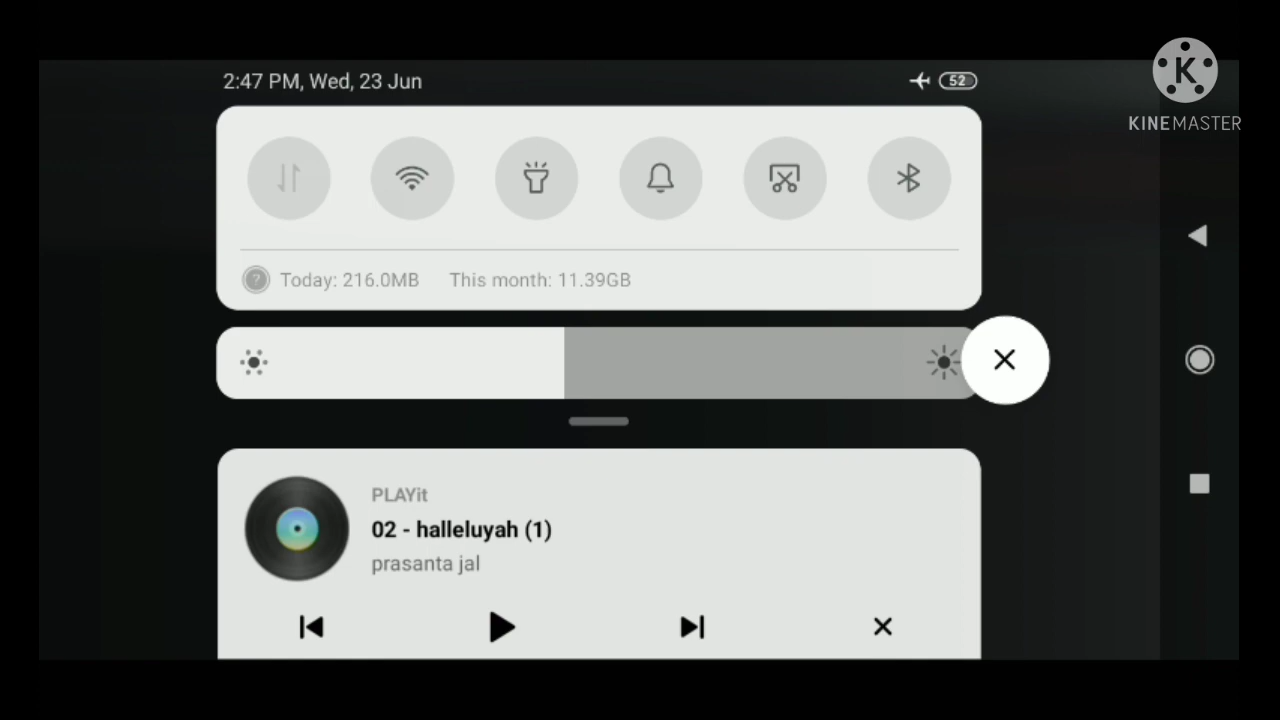 2:47 PM, Wed, 23 Jun
52
K
KINEMASTER
?
Today: 216.0MB This month: 11.39GB
PLAYit
02 - halleluyah (1)
prasanta jal